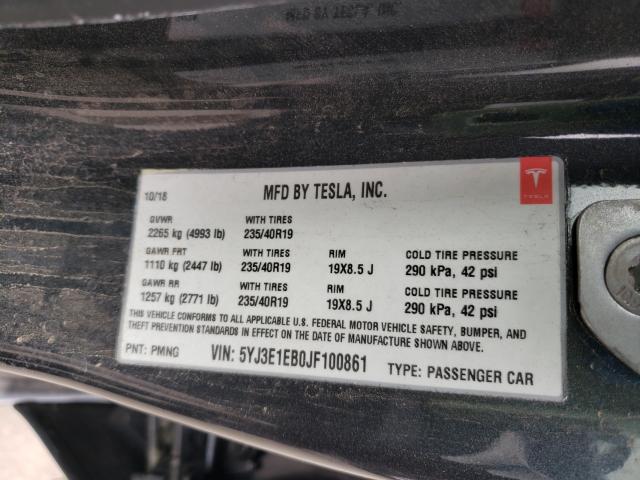 10/18 MFD BY TESLA, INC.
TESLA
GVWR WITH TIRES
2265 kg (4993 lb) 235/40R19
GAWR FRT WITH TIRES RIM COLD TIRE PRESSURE
1110 kg (2447 lb) 235/40R19 19X8.5 J 290 kPa, 42 psi
GAWR RR WITH TIRES RIM COLD TIRE PRESSURE
1257 kg (2771 lb) 235/40R19 19X8.5 J 290 kPa, 42 psi
THIS VEHICLE CONFORMS TO ALL APPLICABLE U.S. FEDERAL MOTOR VEHICLE SAFETY, BUMPER, AND
THEFT PREVENTION STANDARDS IN EFFECT ON THE DATE OF MANUFACTURE SHOWN ABOVE.
PNT: PMNG VIN: 5YJ3E1EB0JF100861 TYPE: PASSENGER CAR